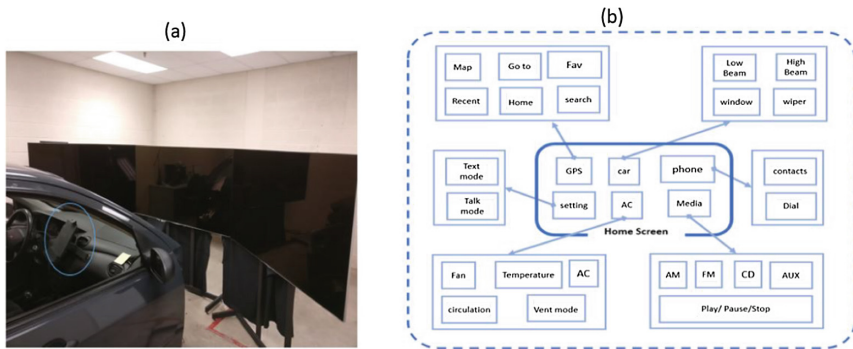 (a)
(b)
Map
Go to
Fav
Recent
Home
search
Low
Beam
High
Beam
window
wiper
Text
mode
Talk
mode
GPS
car
phone
setting
AC
Media
Home Screen
contacts
Dial
Fan
Temperature
AC
circulation
Vent mode
AM
FM
CD
AUX
Play/ Pause/Stop